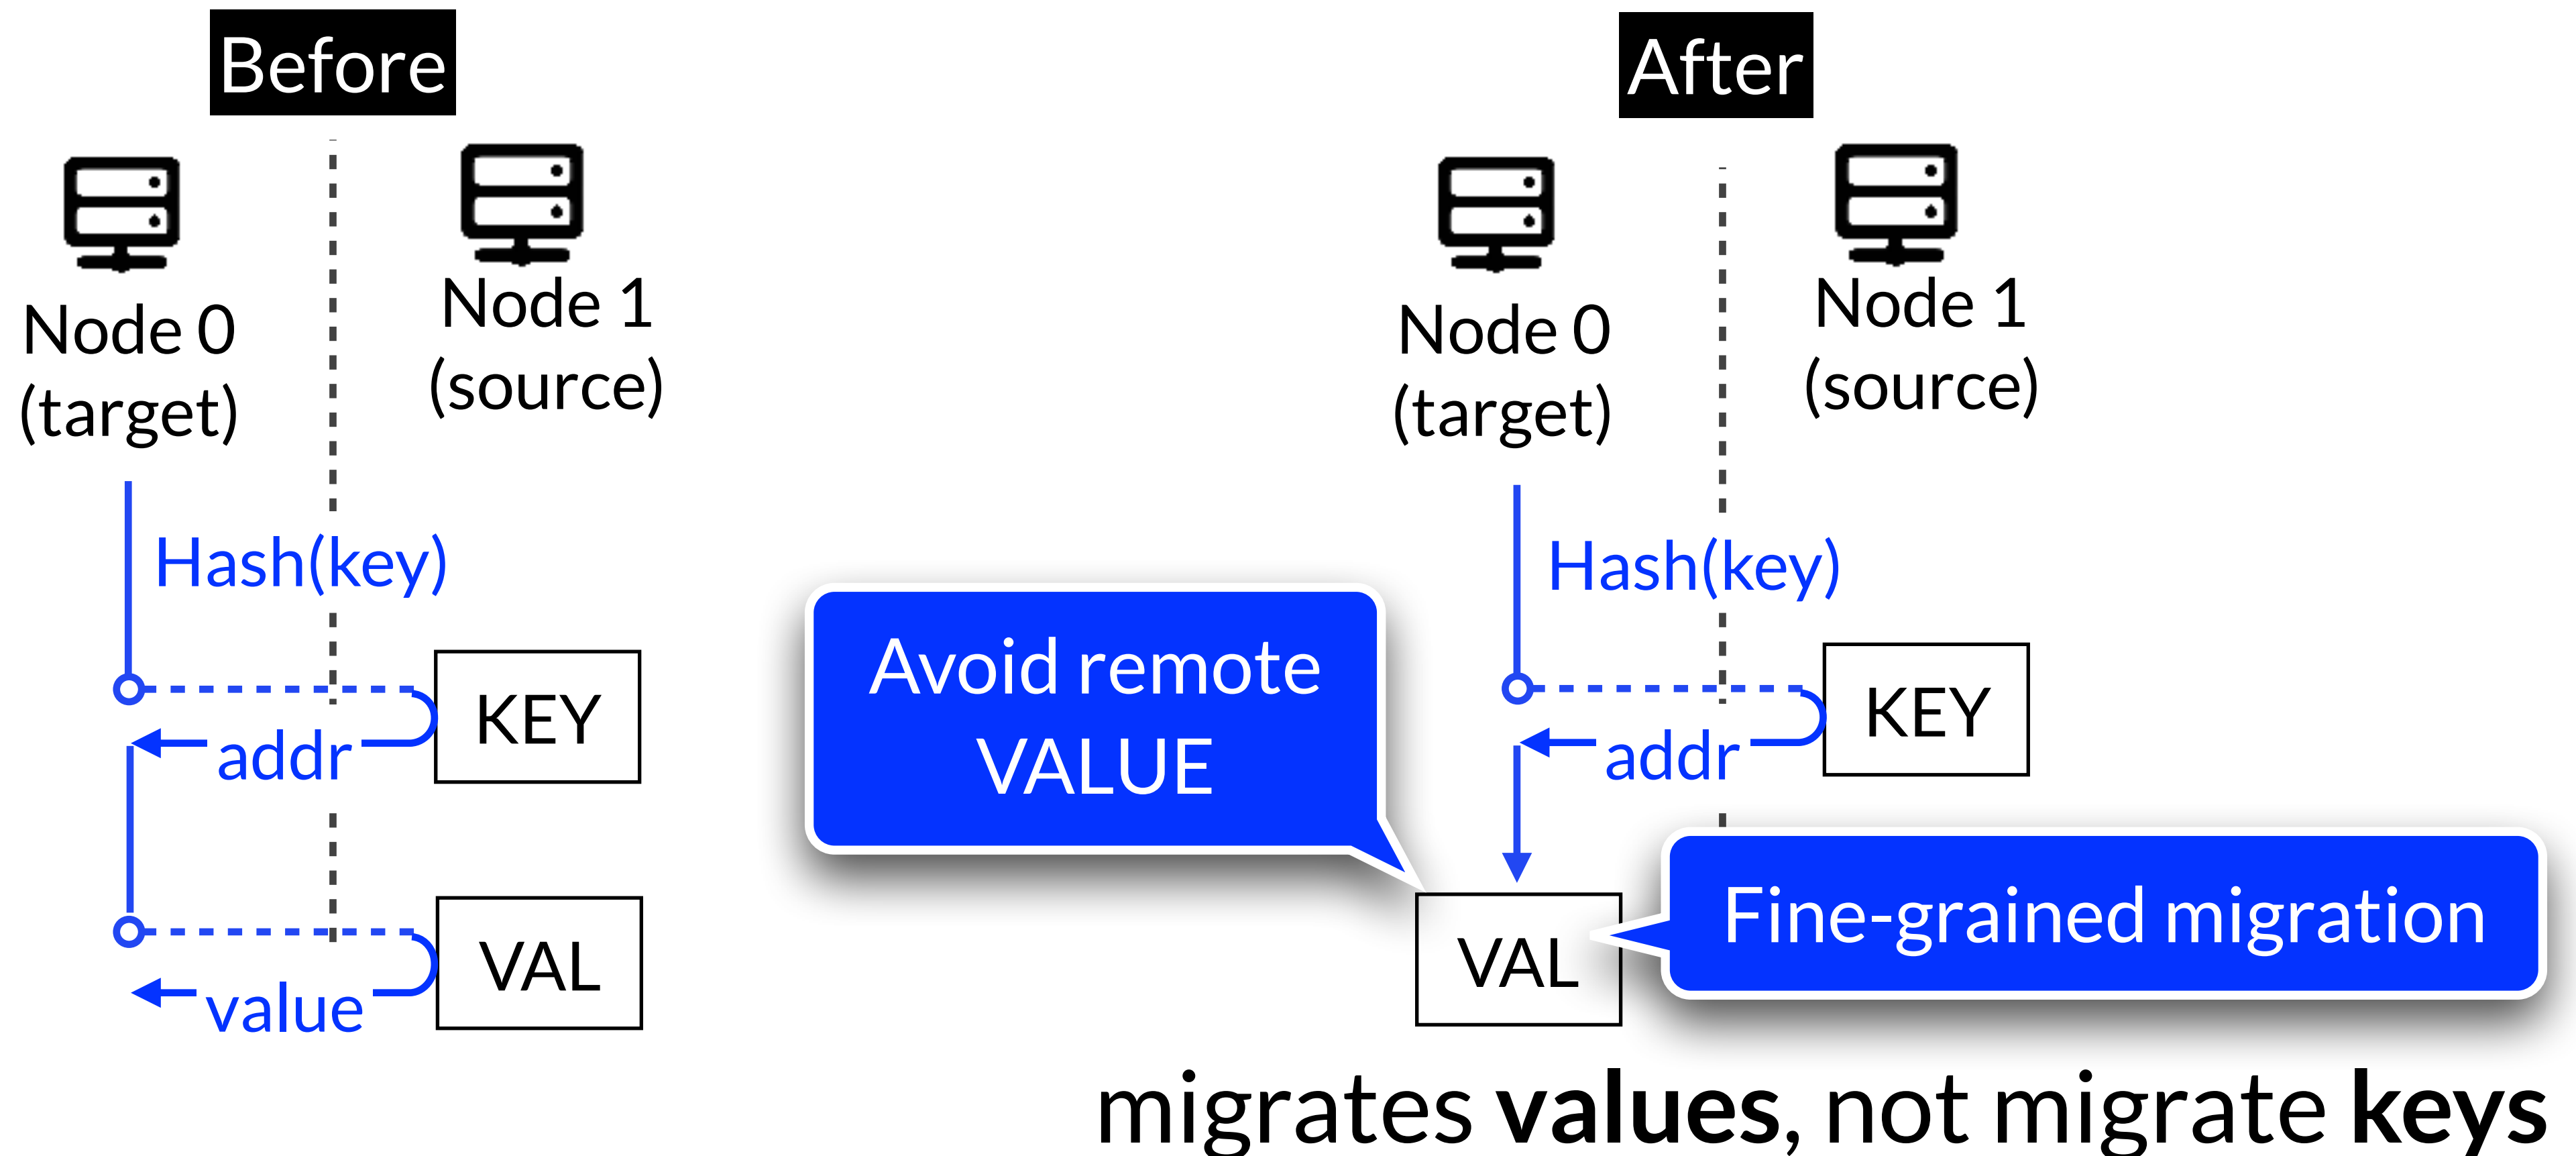 Before
Node 0
(target)
Node 1
(source)
Hash(key)
KEY
addr
VAL
value
After
Node 0
(target)
Node 1
(source)
Hash(key)
KEY
addr
Avoid remote
VALUE
VAL
Fine-grained migration
migrates values, not migrate keys